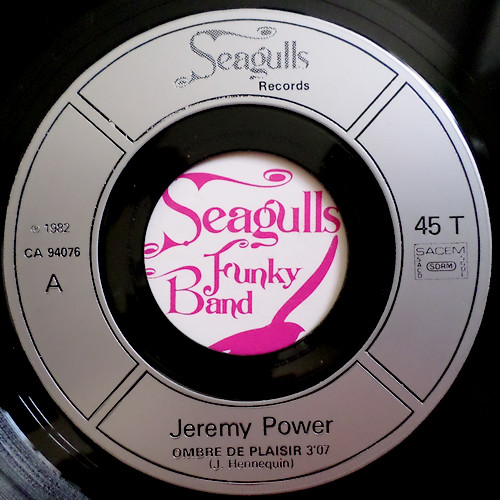 Seagulls
Records
℗ 1982
CA 94076
A
45 T
SACEM
SDRM
Seagulls
Funky
Band
Jeremy Power
OMBRE DE PLAISIR 3'07
(J. Hennequin)